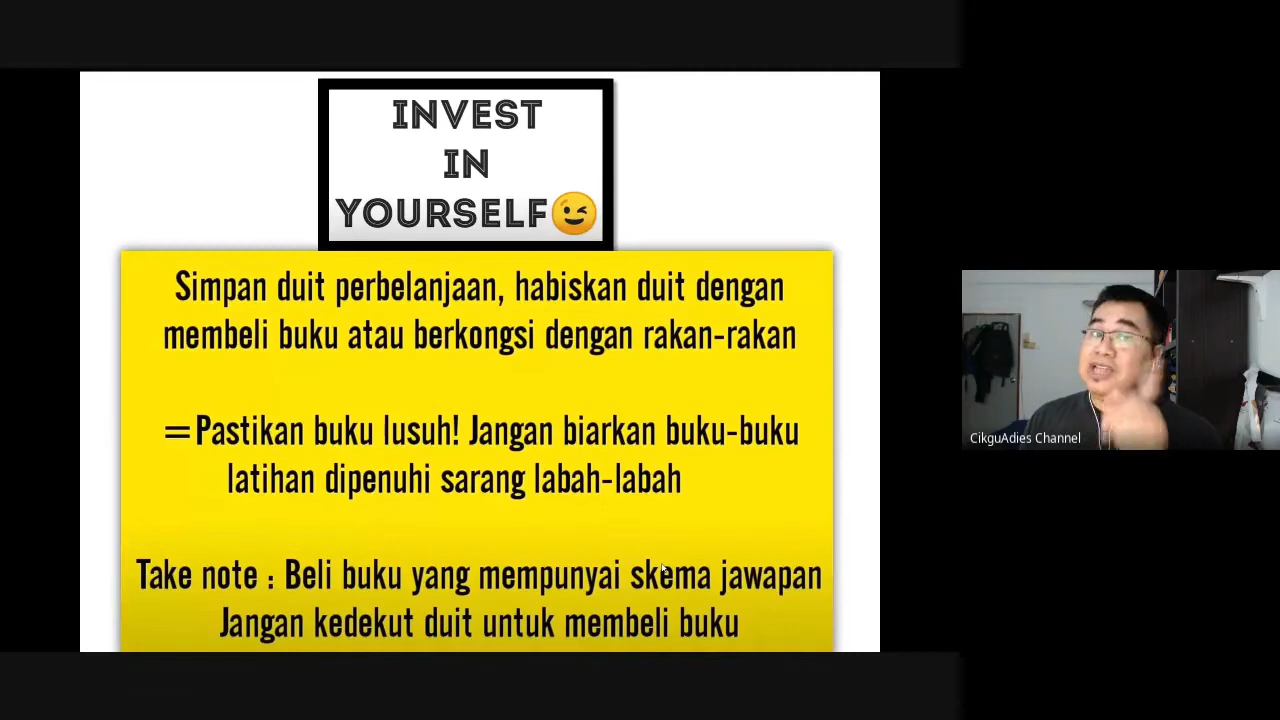 INVEST
IN
YOURSELF😉
Simpan duit perbelanjaan, habiskan duit dengan
membeli buku atau berkongsi dengan rakan-rakan
=Pastikan buku lusuh! Jangan biarkan buku-buku
latihan dipenuhi sarang labah-labah
Take note : Beli buku yang mempunyai skema jawapan
Jangan kedekut duit untuk membeli buku
CikguAdies Channel